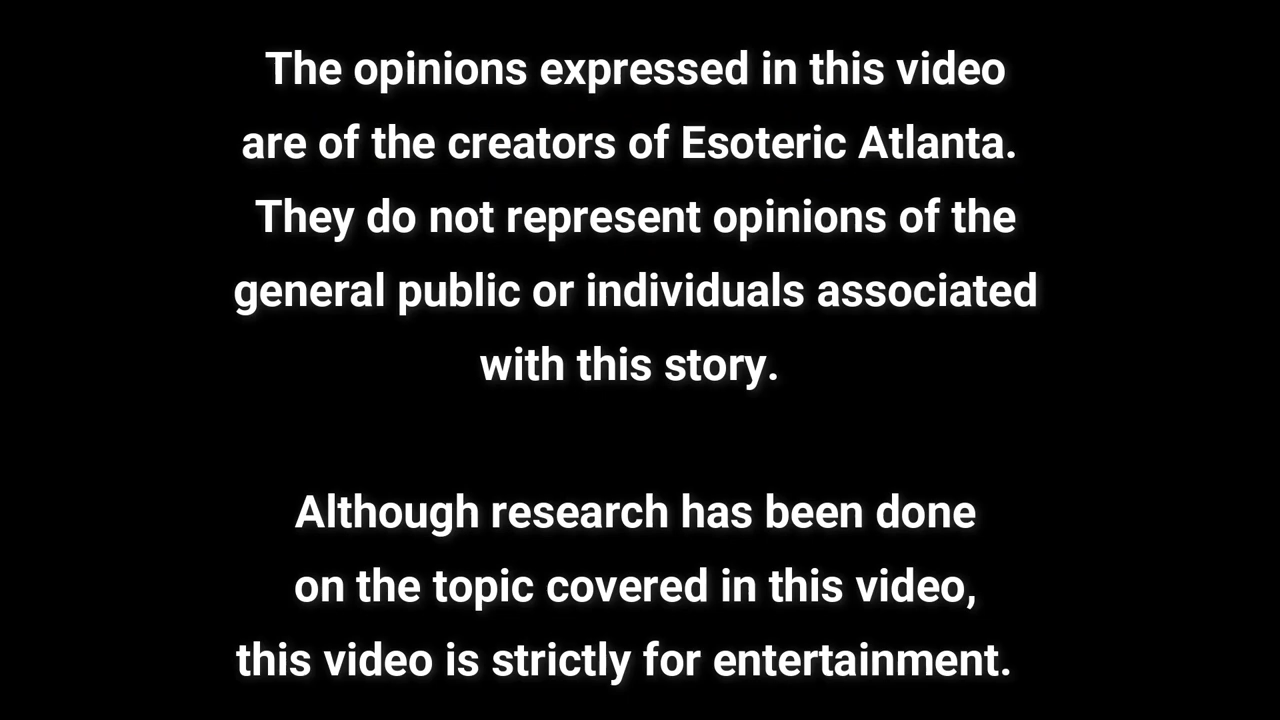 The opinions expressed in this video
are of the creators of Esoteric Atlanta.
They do not represent opinions of the
general public or individuals associated
with this story.
Although research has been done
on the topic covered in this video,
this video is strictly for entertainment.